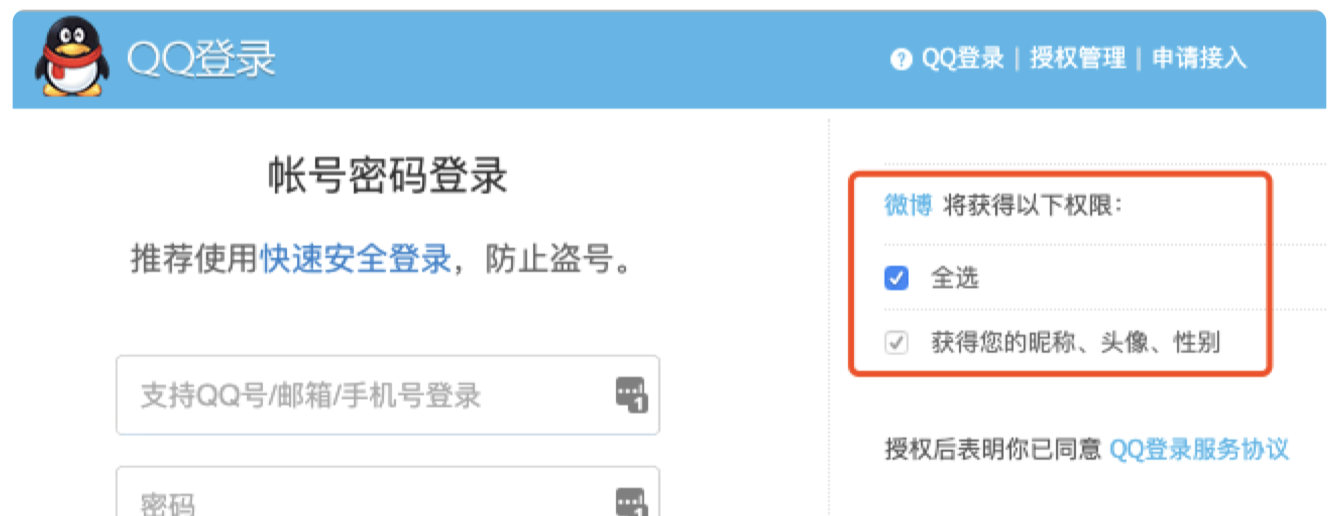 QQ登录
QQ登录 | 授权管理 | 申请接入
帐号密码登录
推荐使用快速安全登录，防止盗号。
支持QQ号/邮箱/手机号登录
密码
微博 将获得以下权限：
全选
获得您的昵称、头像、性别
授权后表明你已同意 QQ登录服务协议